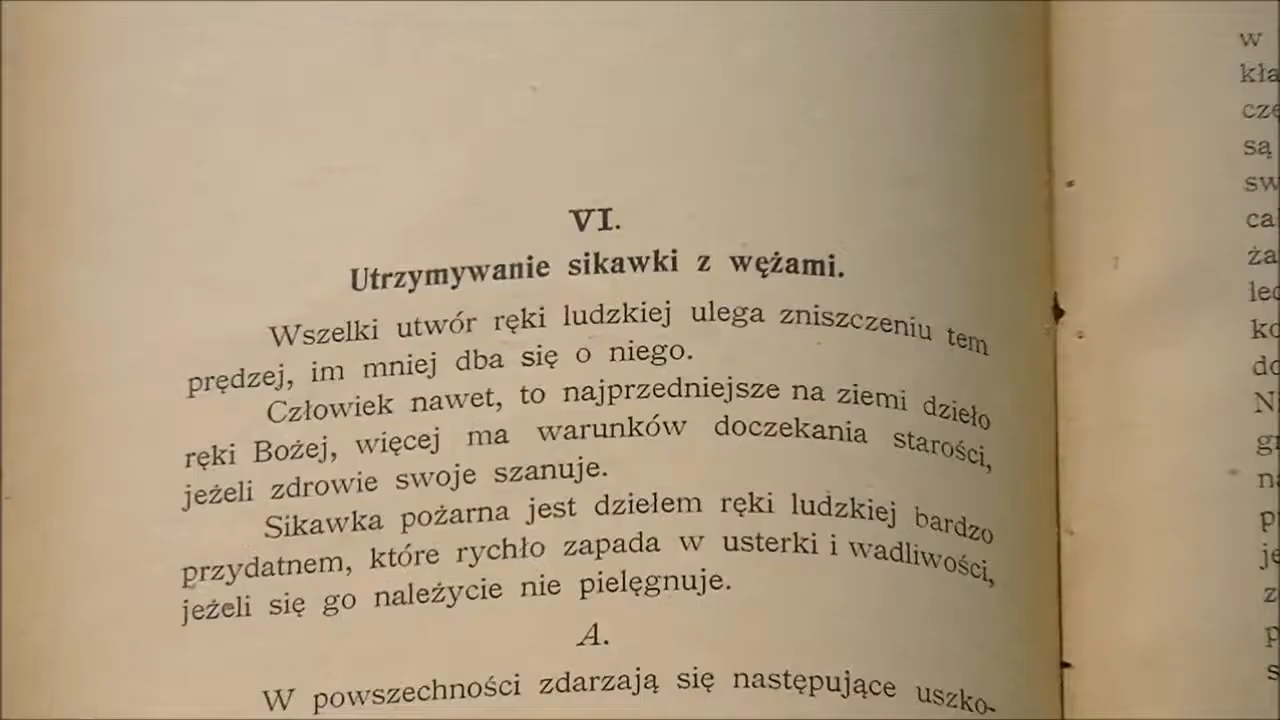 VI.
Utrzymywanie sikawki z wężami.
Wszelki utwór ręki ludzkiej ulega zniszczeniu tem
prędzej, im mniej dba się o niego.
Człowiek nawet, to najprzedniejsze na ziemi dzieło
ręki Bożej, więcej ma warunków doczekania starości,
jeżeli zdrowie swoje szanuje.
Sikawka pożarna jest dziełem ręki ludzkiej bardzo
przydatnem, które rychło zapada w usterki i wadliwości,
jeżeli się go należycie nie pielęgnuje.
A.
W powszechności zdarzają się następujące uszko-
w
są